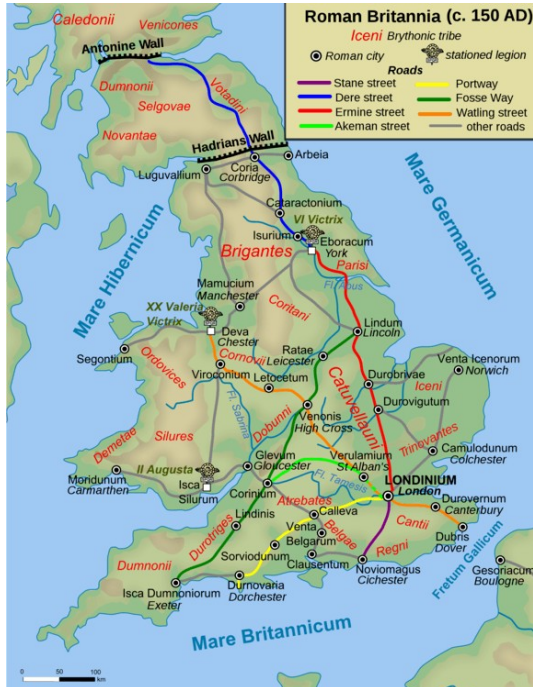 Roman Britannia (c. 150 AD)
Iceni Brythonic tribe
Roman city
stationed legion
Roads
Stane street
Portway
Dere street
Fosse Way
Ermine street
Watling street
Akeman street
other roads
Caledonii
Venicones
Antonine Wall
Dumnonii
Votadini
Selgovae
Novantae
Hadrians Wall
Luguvallium
Coria
Corbridge
Arbeia
Mare Hibernicum
Mare Germanicum
Cataractonium
VI Victrix
Isurium
Eboracum
York
Brigantes
Parisi
Fl. Abus
Mamucium
Manchester
XX Valeria
Victrix
Coritani
Deva
Chester
Lindum
Lincoln
Segontium
Ordovices
Cornovii
Ratae
Leicester
Viroconium
Letocetum
Durobrivae
Venta Icenorum
Norwich
Iceni
Catuvellauni
Durovigutum
Fl. Sabrina
Dobunni
Venonis
High Cross
Demetae
Silures
Trinovantes
Verulamium
St Alban's
Camulodunum
Colchester
II Augusta
Glevum
Gloucester
Moridunum
Carmarthen
Isca
Silurum
Fl. Tamesis
Corinium
LONDINIUM
London
Atrebates
Calleva
Durovernum
Canterbury
Cantii
Lindinis
Durotriges
Venta
Belgarum
Belgae
Dubris
Dover
Sorviodunum
Regni
Clausentum
Noviomagus
Cichester
Fretum Gallicum
Gesoriacum
Boulogne
Dumnonii
Isca Dumnoniorum
Exeter
Durnovaria
Dorchester
Mare Britannicum
0 50 100
km